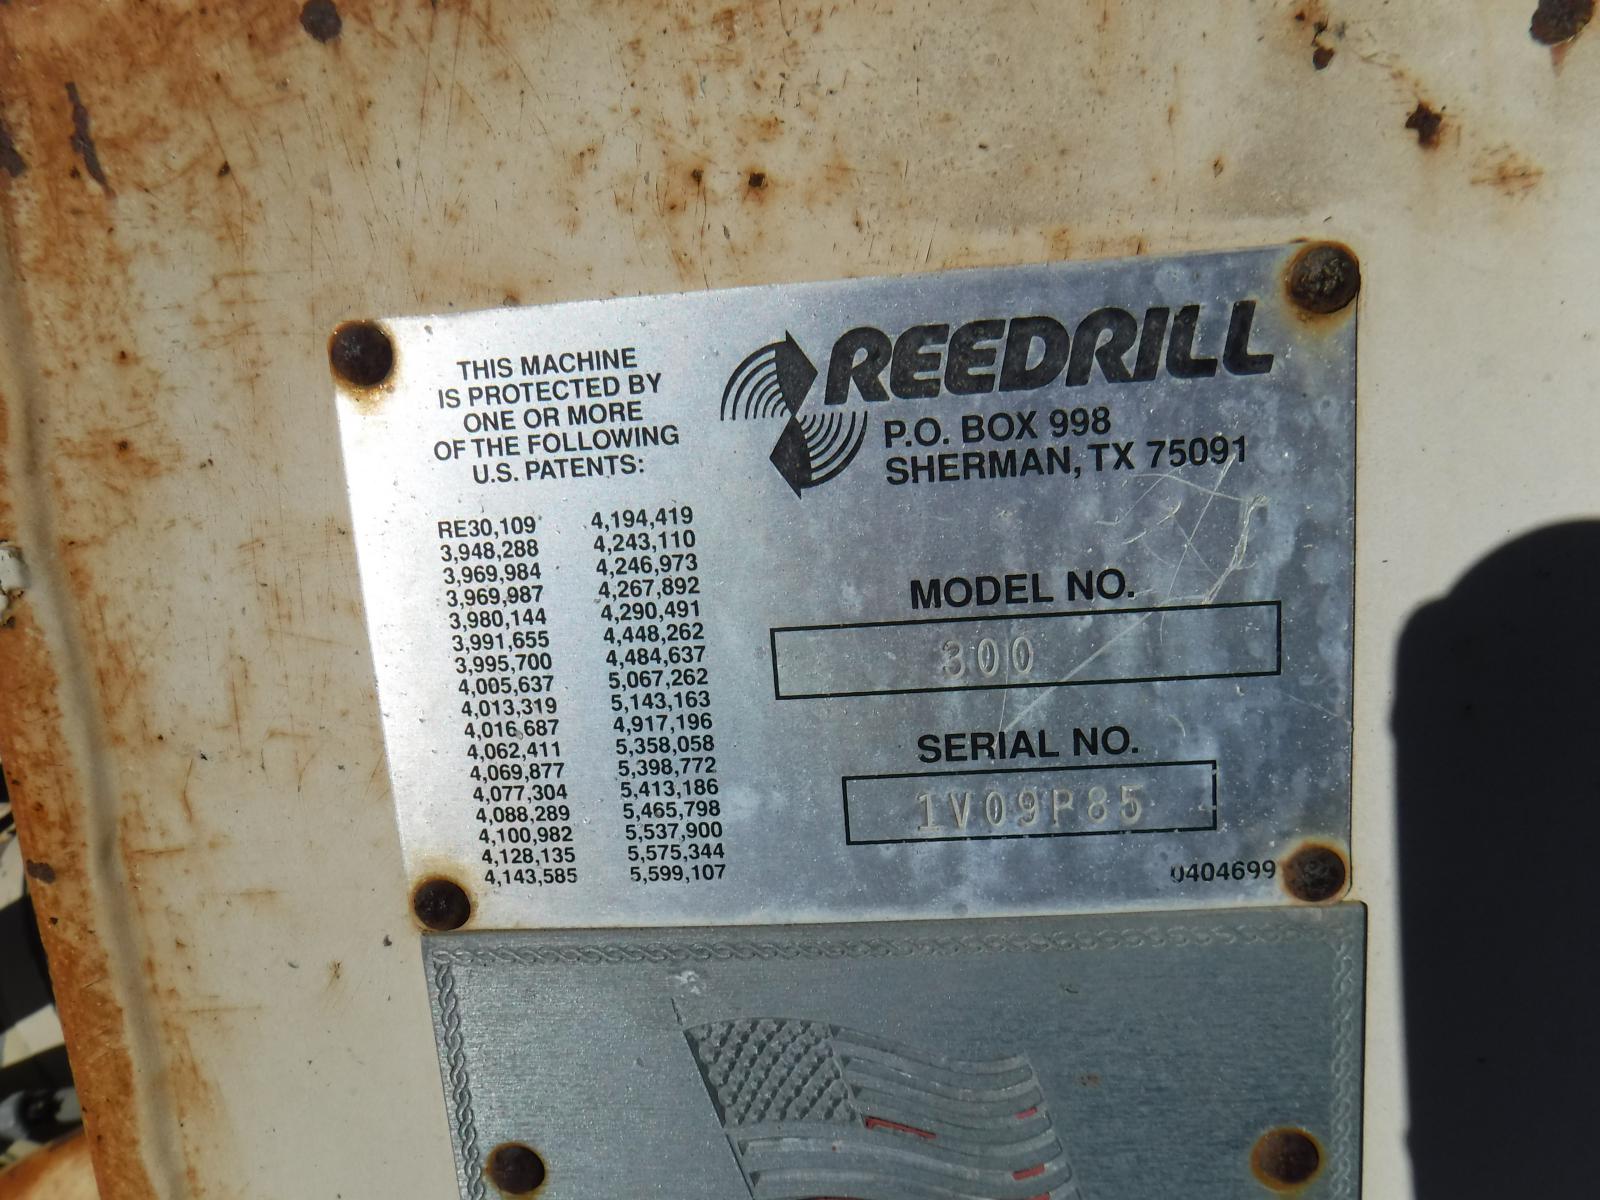 THIS MACHINE
IS PROTECTED BY
ONE OR MORE
OF THE FOLLOWING
U.S. PATENTS:
RE30,109 4,194,419
3,948,288 4,243,110
3,969,984 4,246,973
3,969,987 4,267,892
3,980,144 4,290,491
3,991,655 4,448,262
3,995,700 4,484,637
4,005,637 5,067,262
4,013,319 5,143,163
4,016,687 4,917,196
4,062,411 5,358,058
4,069,877 5,398,772
4,077,304 5,413,186
4,088,289 5,465,798
4,100,982 5,537,900
4,128,135 5,575,344
4,143,585 5,599,107
REEDRILL
P.O. BOX 998
SHERMAN, TX 75091
MODEL NO.
300
SERIAL NO.
1V09P85
0404699